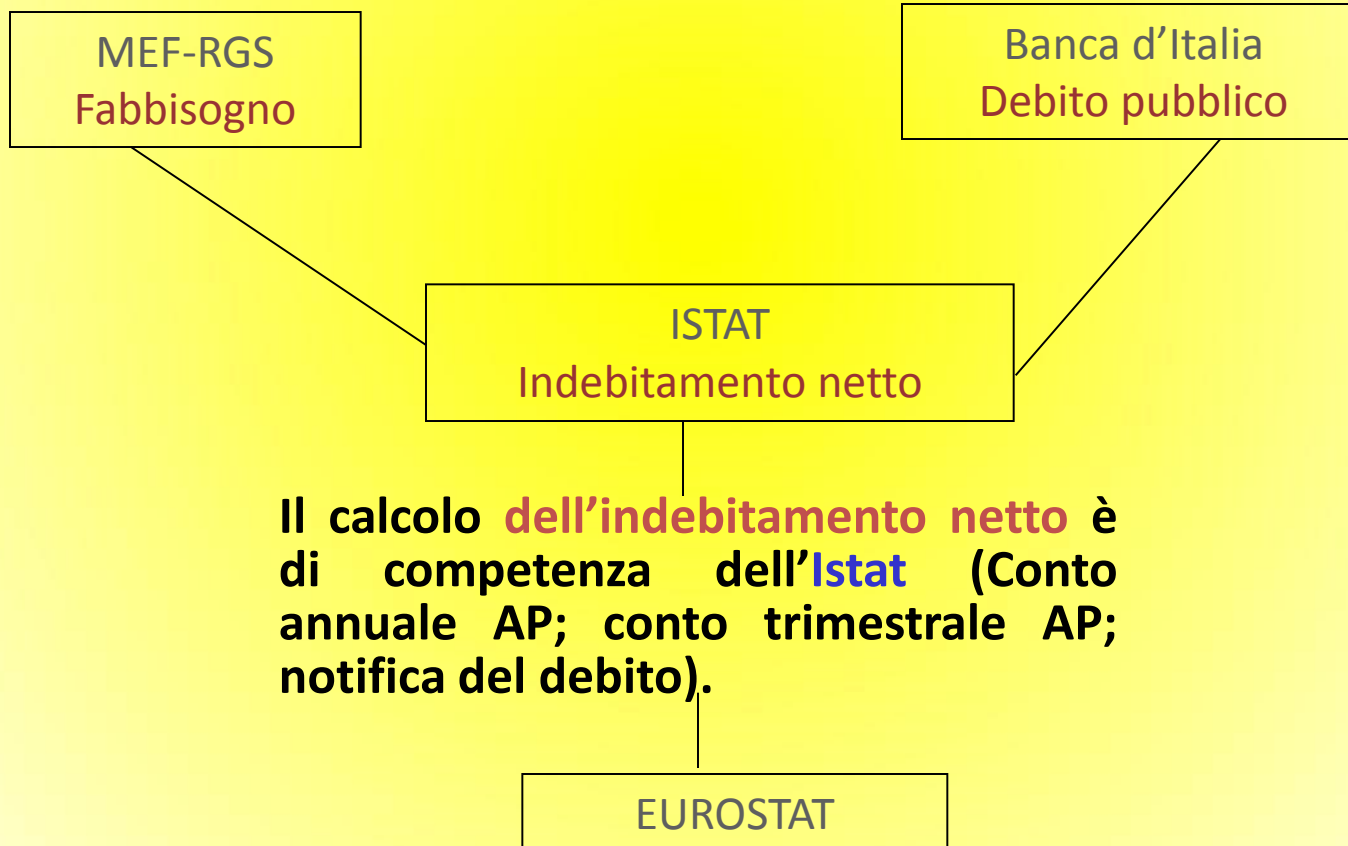 MEF-RGS
Fabbisogno
Banca d’Italia
Debito pubblico
ISTAT
Indebitamento netto
Il calcolo dell’indebitamento netto è
di competenza dell’Istat (Conto
annuale AP; conto trimestrale AP;
notifica del debito).
EUROSTAT